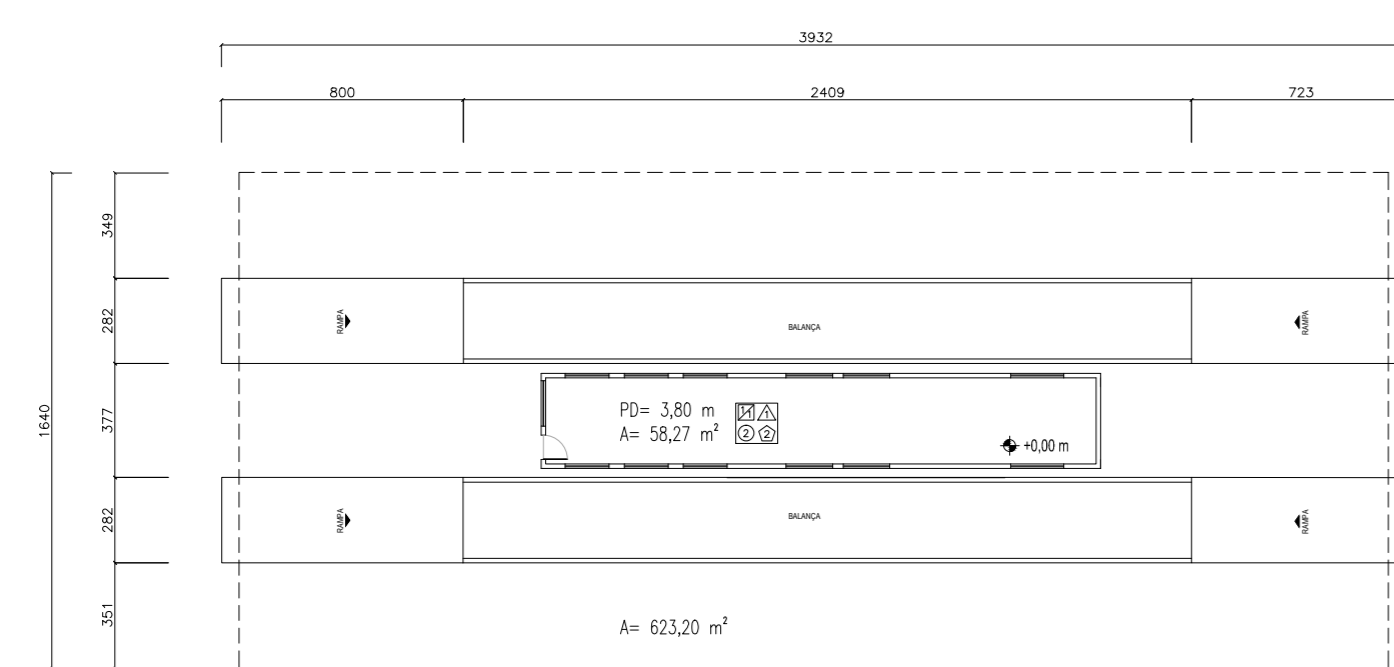 3932
800
2409
723
349
282
377
282
351
1640
RAMPA
BALANÇA
RAMPA
PD= 3,80 m
A= 58,27 m²
1
2 2
+0,00 m
RAMPA
BALANÇA
RAMPA
A= 623,20 m²